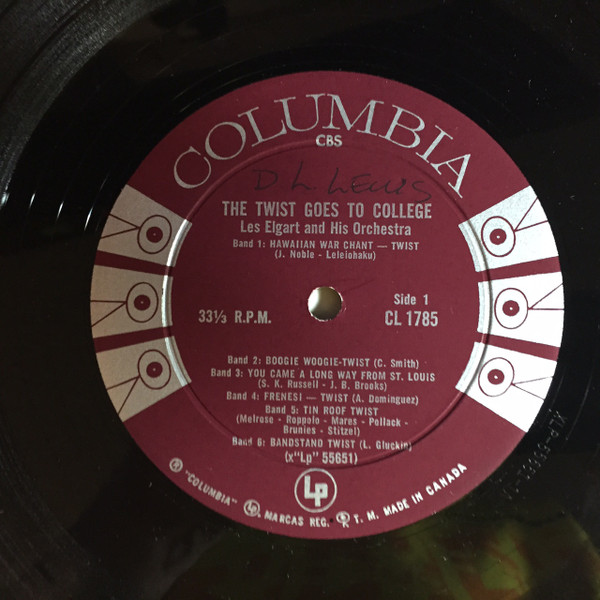 COLUMBIA
CBS
D L. LEWIS
THE TWIST GOES TO COLLEGE
Les Elgart and His Orchestra
Band 1: HAWAIIAN WAR CHANT — TWIST
(J. Noble - Leleiohaku)
33⅓ R.P.M.
Side 1
CL 1785
Band 2: BOOGIE WOOGIE-TWIST (C. Smith)
Band 3: YOU CAME A LONG WAY FROM ST. LOUIS
(S. K. Russell - J. B. Brooks)
Band 4: FRENESI — TWIST (A. Dominguez)
Band 5: TIN ROOF TWIST
(Melrose - Roppolo - Mares - Pollack -
Brunies - Stitzel)
Band 6: BANDSTAND TWIST (L. Gluckin)
(x"Lp" 55651)
Lp
® "COLUMBIA" MARCAS REG. T. M. MADE IN CANADA